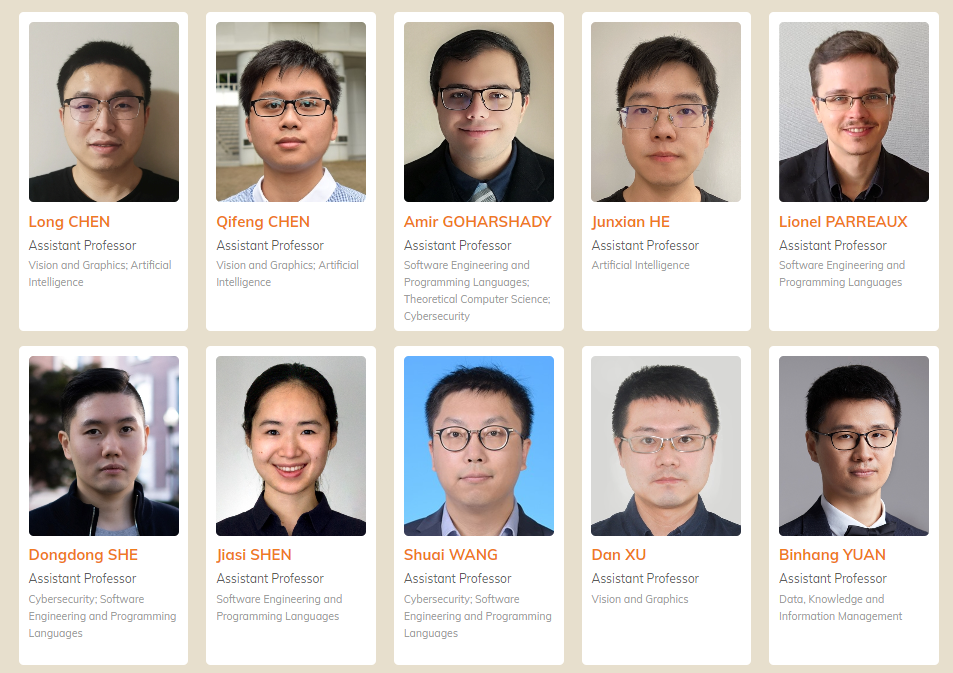 Long CHEN
Assistant Professor
Vision and Graphics; Artificial
Intelligence
Qifeng CHEN
Assistant Professor
Vision and Graphics; Artificial
Intelligence
Amir GOHARSHADY
Assistant Professor
Software Engineering and
Programming Languages;
Theoretical Computer Science;
Cybersecurity
Junxian HE
Assistant Professor
Artificial Intelligence
Lionel PARREAUX
Assistant Professor
Software Engineering and
Programming Languages
Dongdong SHE
Assistant Professor
Cybersecurity; Software
Engineering and Programming
Languages
Jiasi SHEN
Assistant Professor
Software Engineering and
Programming Languages
Shuai WANG
Assistant Professor
Cybersecurity; Software
Engineering and Programming
Languages
Dan XU
Assistant Professor
Vision and Graphics
Binhang YUAN
Assistant Professor
Data, Knowledge and
Information Management